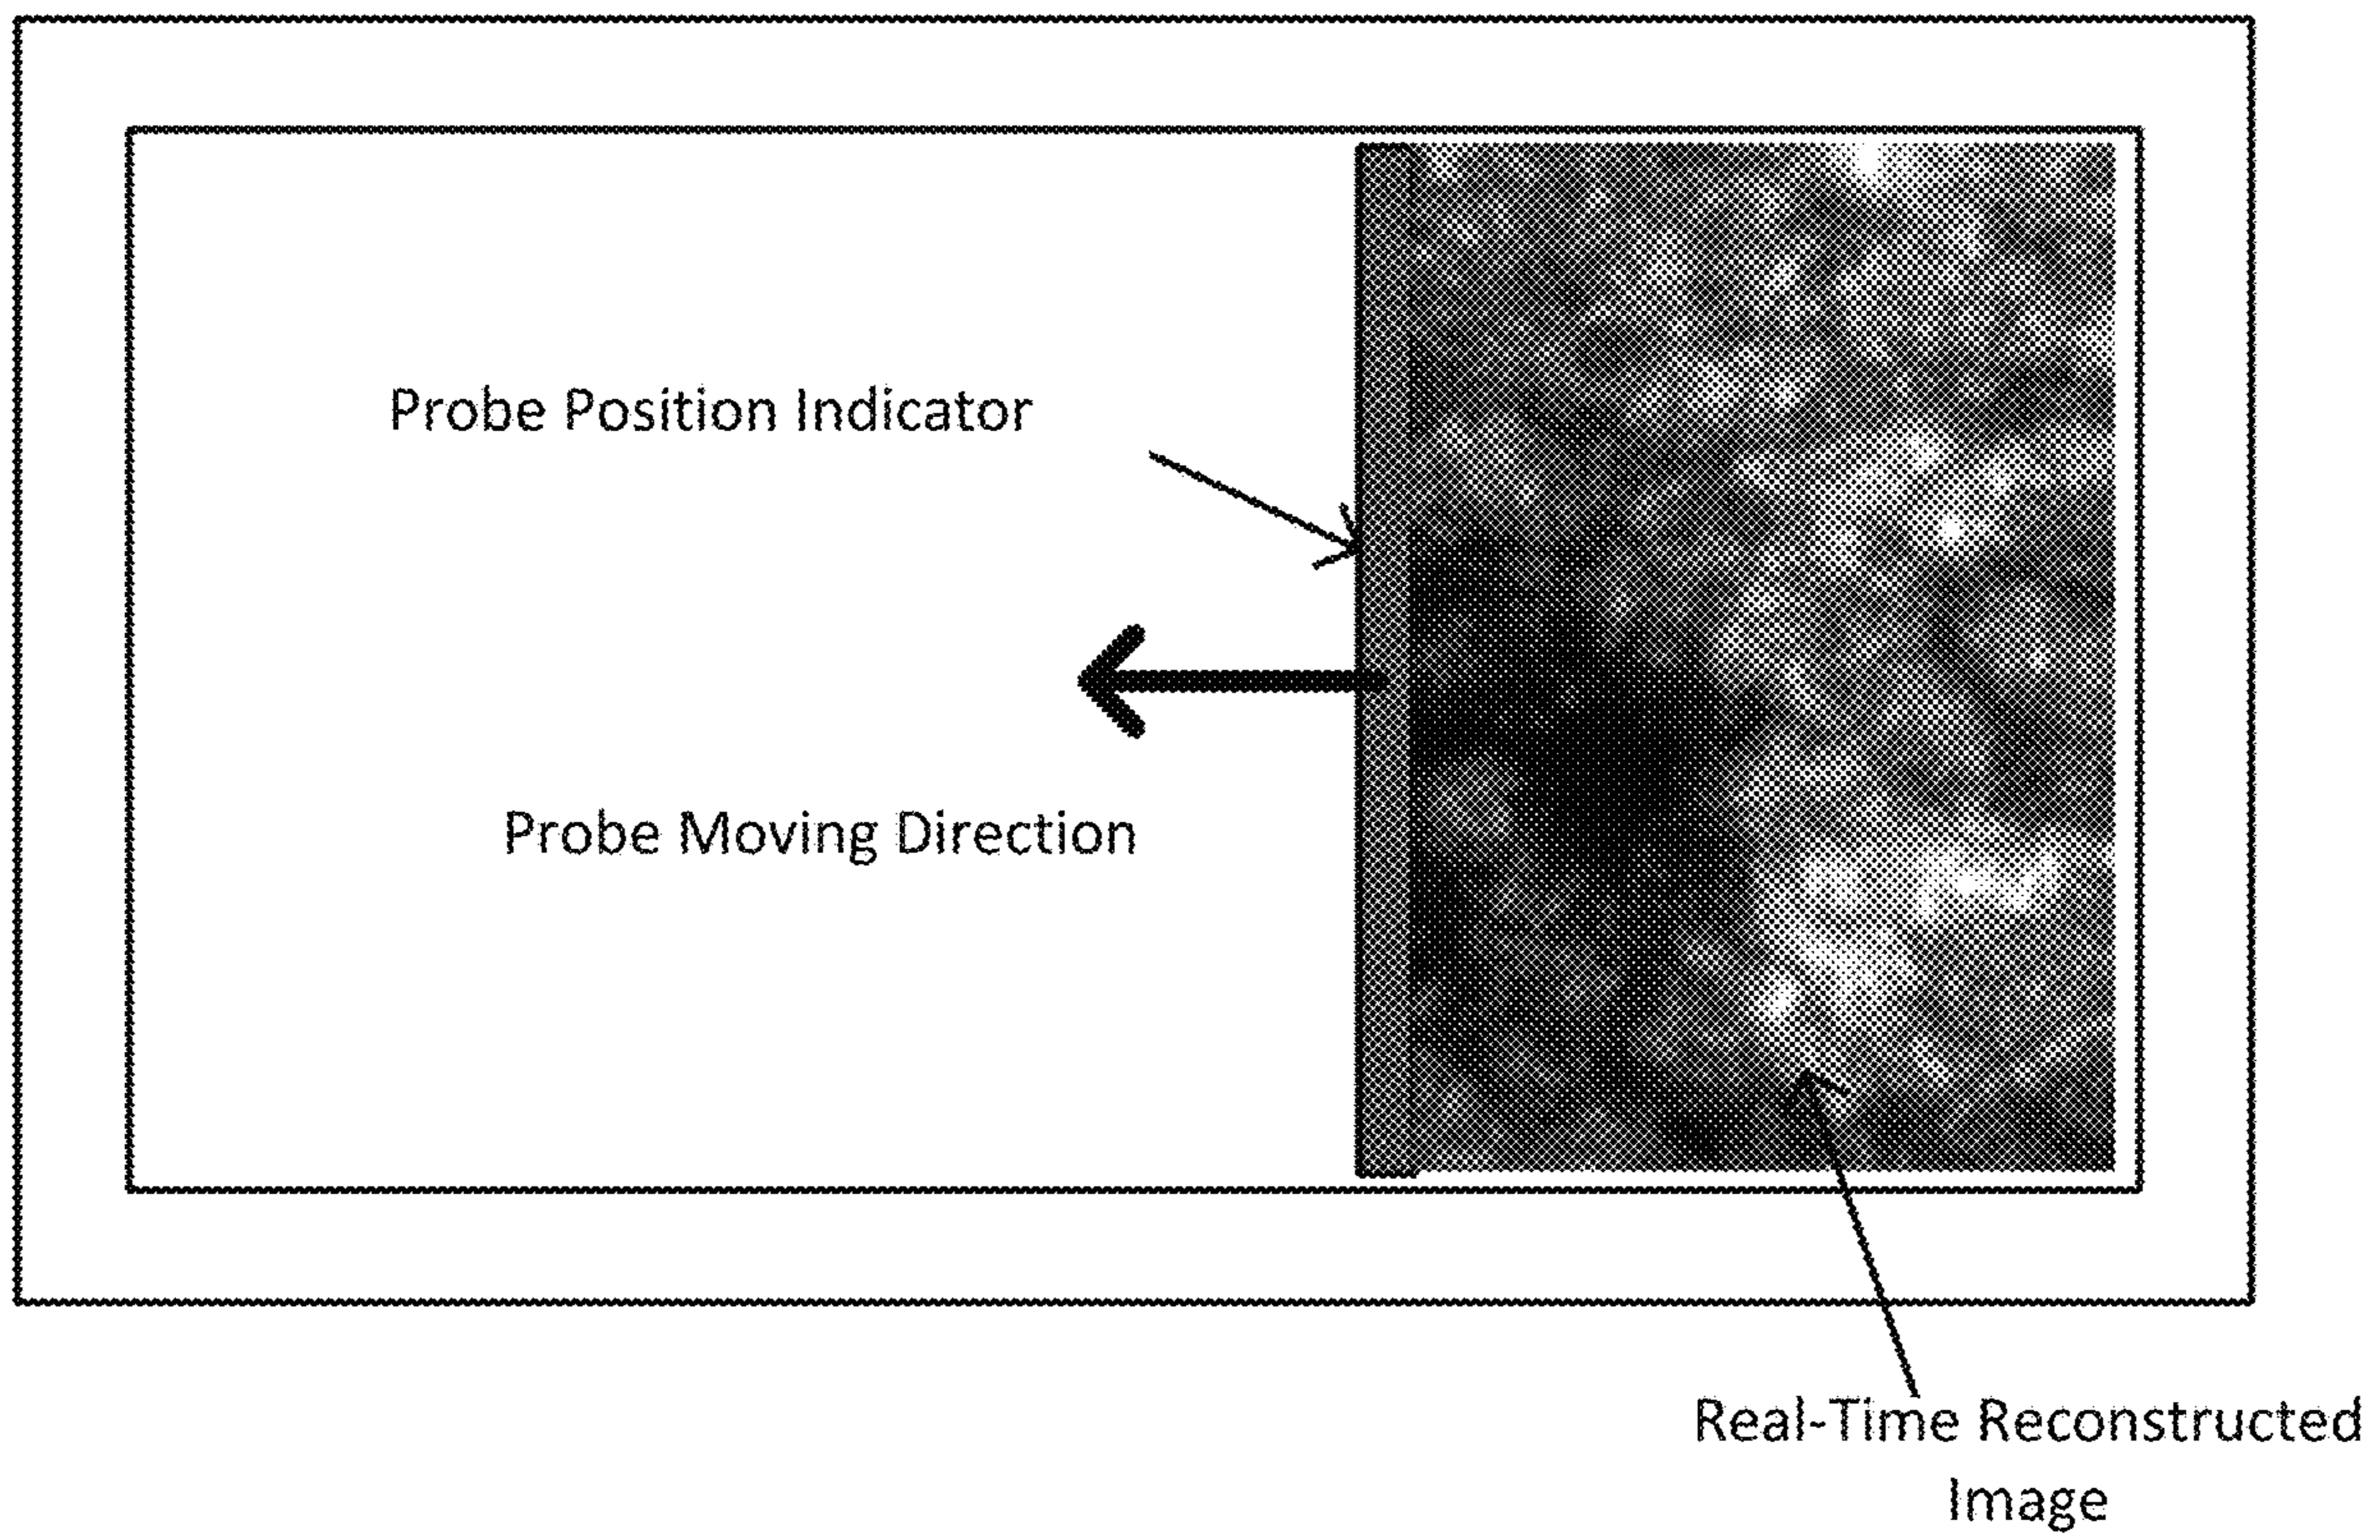 Probe Position Indicator
Probe Moving Direction
Real-Time Reconstructed
Image